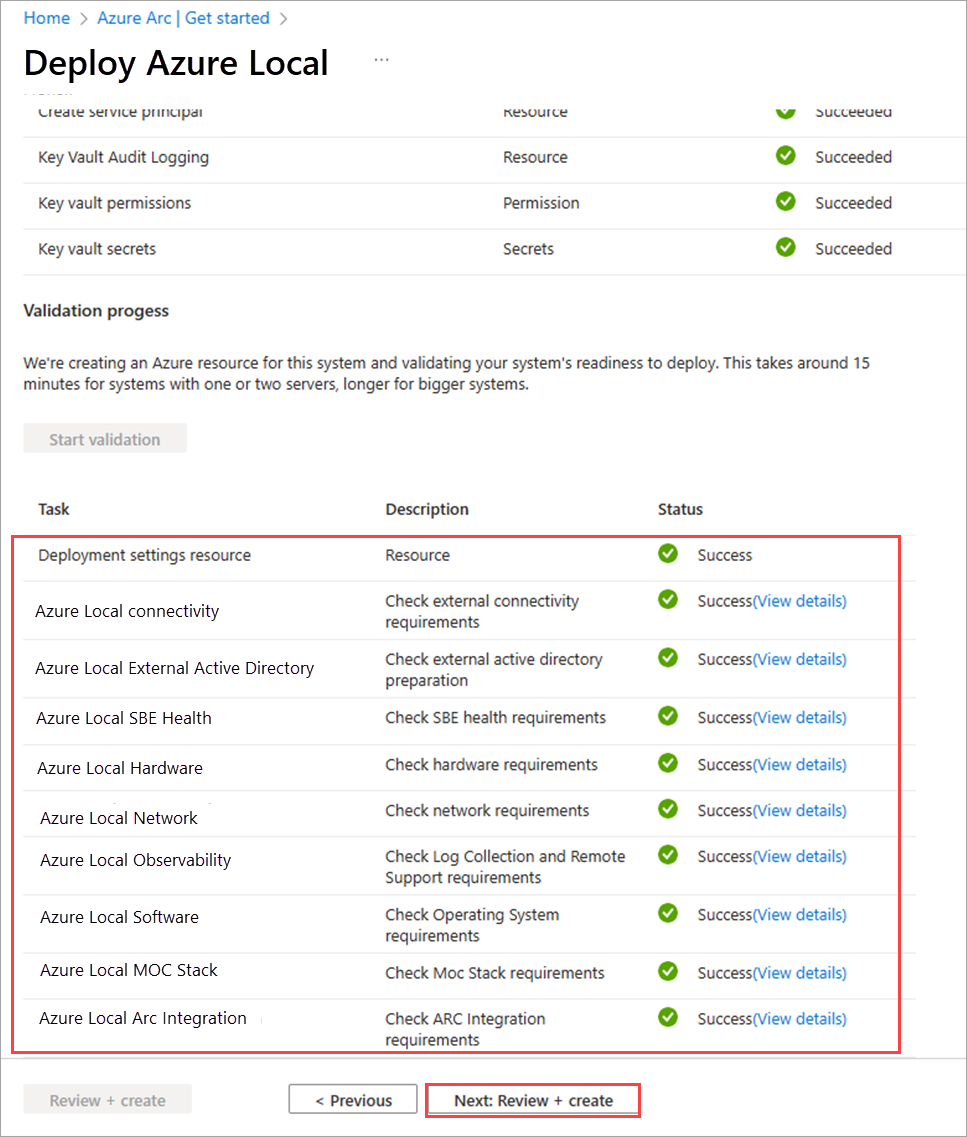 Home > Azure Arc | Get started >
Deploy Azure Local ...
Create service principal Resource Succeeded
Key Vault Audit Logging Resource Succeeded
Key vault permissions Permission Succeeded
Key vault secrets Secrets Succeeded
Validation progess
We're creating an Azure resource for this system and validating your system's readiness to deploy. This takes around 15
minutes for systems with one or two servers, longer for bigger systems.
Start validation
Task Description Status
Deployment settings resource Resource Success
Azure Local connectivity Check external connectivity Success(View details)
requirements
Azure Local External Active Directory Check external active directory Success(View details)
preparation
Azure Local SBE Health Check SBE health requirements Success(View details)
Azure Local Hardware Check hardware requirements Success(View details)
Azure Local Network Check network requirements Success(View details)
Azure Local Observability Check Log Collection and Remote Success(View details)
Support requirements
Azure Local Software Check Operating System Success(View details)
requirements
Azure Local MOC Stack Check Moc Stack requirements Success(View details)
Azure Local Arc Integration Check ARC Integration Success(View details)
requirements
Review + create < Previous Next: Review + create